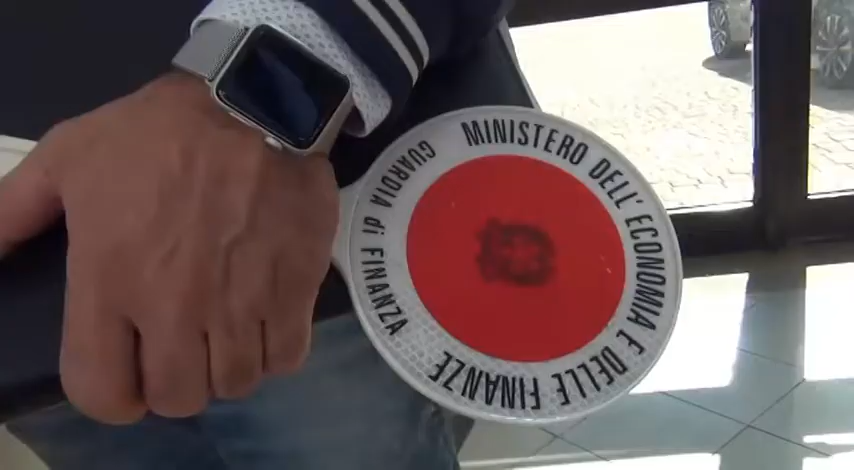 MINISTERO DELL'ECONOMIA E DELLE FINANZE
GUARDIA di FINANZA